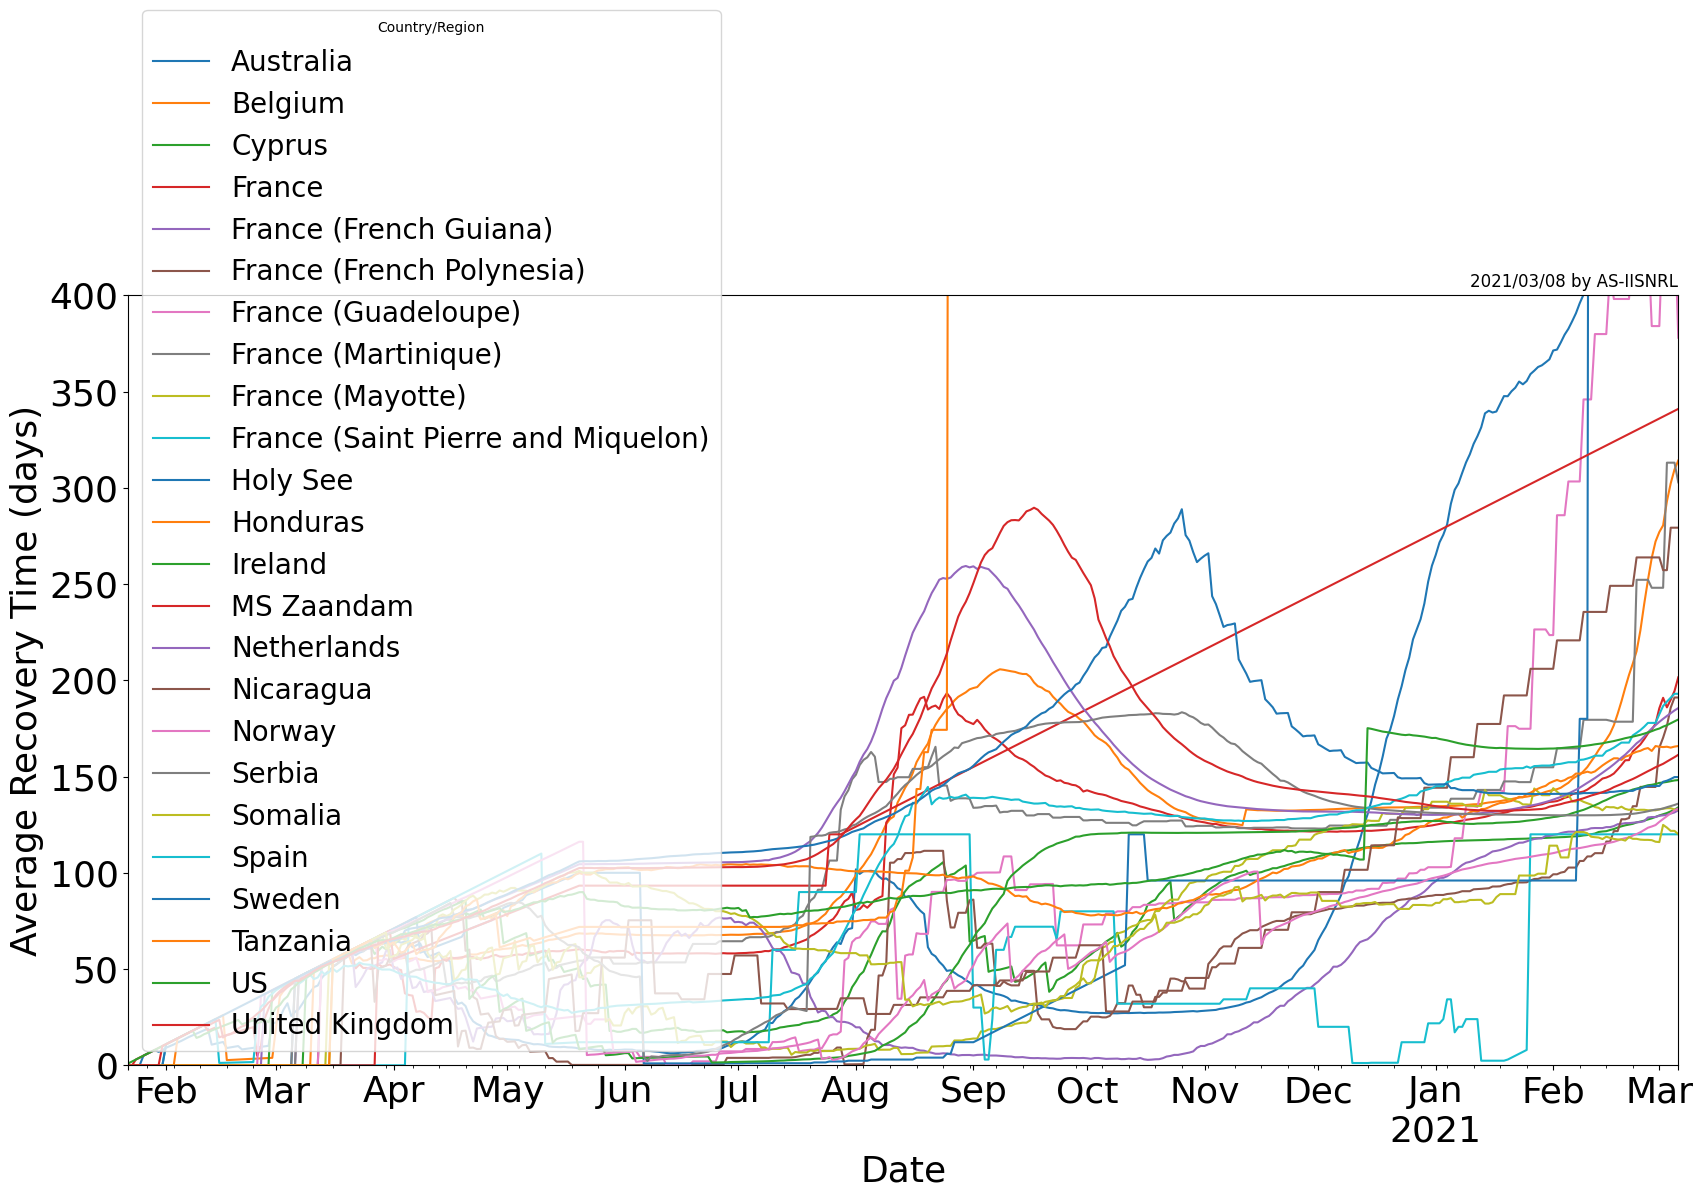 Country/Region
Australia
Belgium
Cyprus
France
France (French Guiana)
France (French Polynesia)
France (Guadeloupe)
France (Martinique)
France (Mayotte)
France (Saint Pierre and Miquelon)
Holy See
Honduras
Ireland
MS Zaandam
Netherlands
Nicaragua
Norway
Serbia
Somalia
Spain
Sweden
Tanzania
US
United Kingdom
2021/03/08 by AS-IISNRL
400
350
300
250
200
150
100
50
0
Average Recovery Time (days)
Feb Mar Apr May Jun Jul Aug Sep Oct Nov Dec Jan Feb Mar
2021
Date